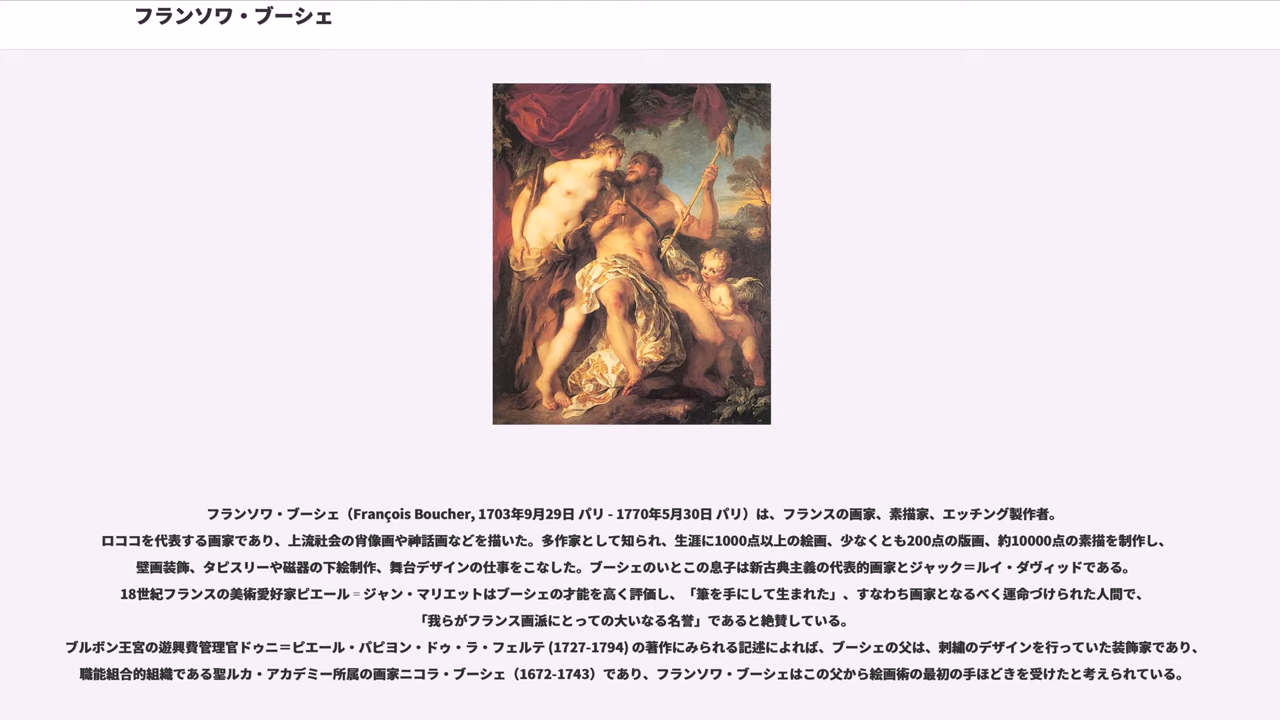 フランソワ・ブーシェ
フランソワ・ブーシェ（François Boucher, 1703年9月29日 パリ - 1770年5月30日 パリ）は、フランスの画家、素描家、エッチング製作者。
ロココを代表する画家であり、上流社会の肖像画や神話画などを描いた。多作家として知られ、生涯に1000点以上の絵画、少なくとも200点の版画、約10000点の素描を制作し、
壁画装飾、タピスリーや磁器の下絵制作、舞台デザインの仕事をこなした。ブーシェのいとこの息子は新古典主義の代表的画家とジャック＝ルイ・ダヴィッドである。
18世紀フランスの美術愛好家ピエール゠ジャン・マリエットはブーシェの才能を高く評価し、「筆を手にして生まれた」、すなわち画家となるべく運命づけられた人間で、
「我らがフランス画派にとっての大いなる名誉」であると絶賛している。
ブルボン王宮の遊興費管理官ドゥニ＝ピエール・パピヨン・ドゥ・ラ・フェルテ (1727-1794) の著作にみられる記述によれば、ブーシェの父は、刺繍のデザインを行っていた装飾家であり、
職能組合的組織である聖ルカ・アカデミー所属の画家ニコラ・ブーシェ（1672-1743）であり、フランソワ・ブーシェはこの父から絵画術の最初の手ほどきを受けたと考えられている。